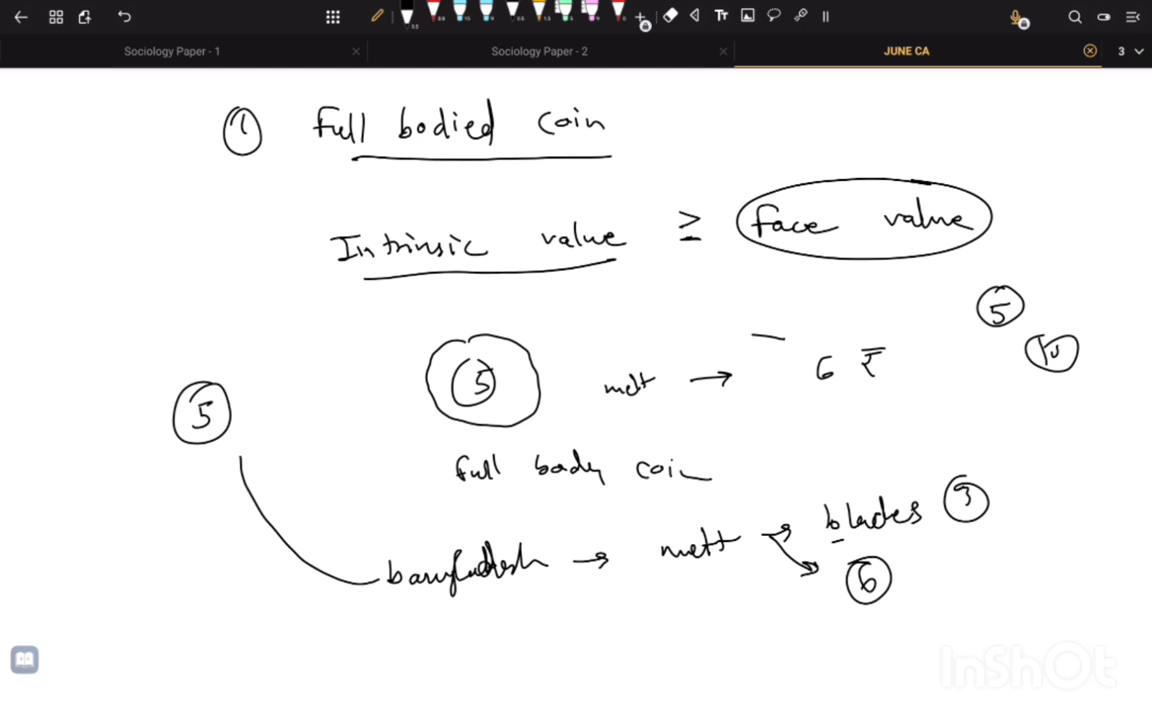 Sociology Paper - 1
Sociology Paper - 2
JUNE CA
3
1 Full bodied coin
Intrinsic value ≥ face value
5
10
5 melt → 6 ₹
5
full body coin
bangladesh → melt → blades
6
InShOt